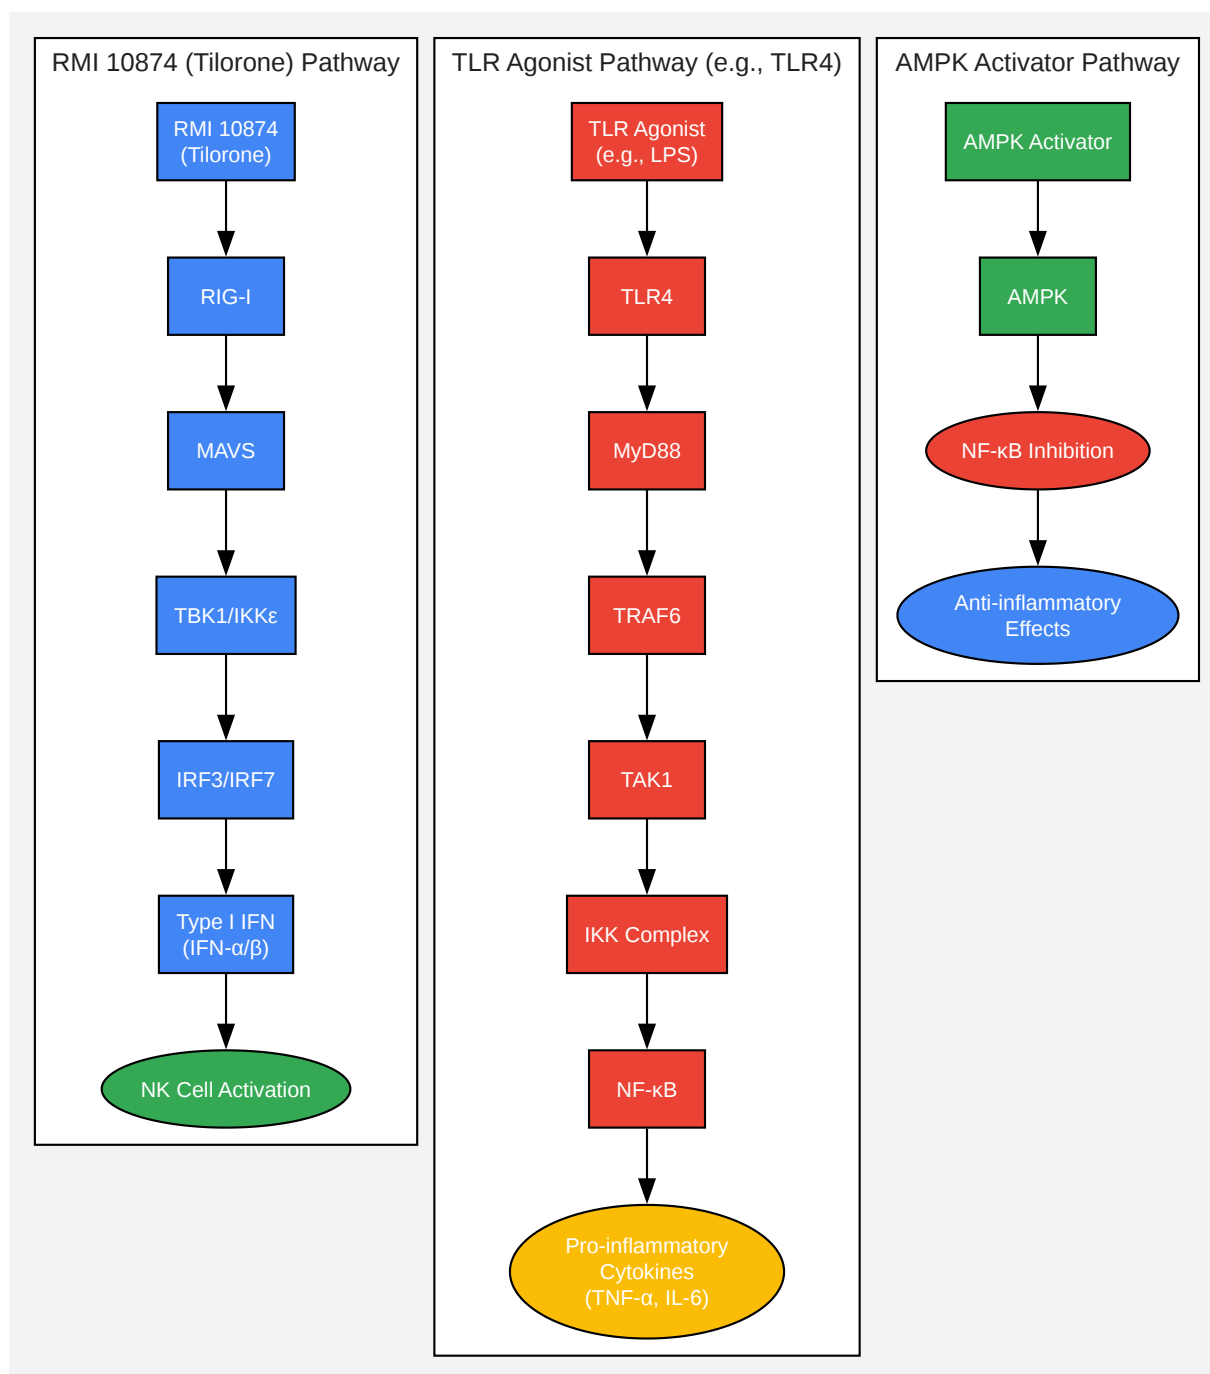 RMI 10874 (Tilorone) Pathway
RMI 10874
(Tilorone)
RIG-I
MAVS
TBK1/IKKε
IRF3/IRF7
Type I IFN
(IFN-α/β)
NK Cell Activation
TLR Agonist Pathway (e.g., TLR4)
TLR Agonist
(e.g., LPS)
TLR4
MyD88
TRAF6
TAK1
IKK Complex
NF-κB
Pro-inflammatory
Cytokines
(TNF-α, IL-6)
AMPK Activator Pathway
AMPK Activator
AMPK
NF-κB Inhibition
Anti-inflammatory
Effects